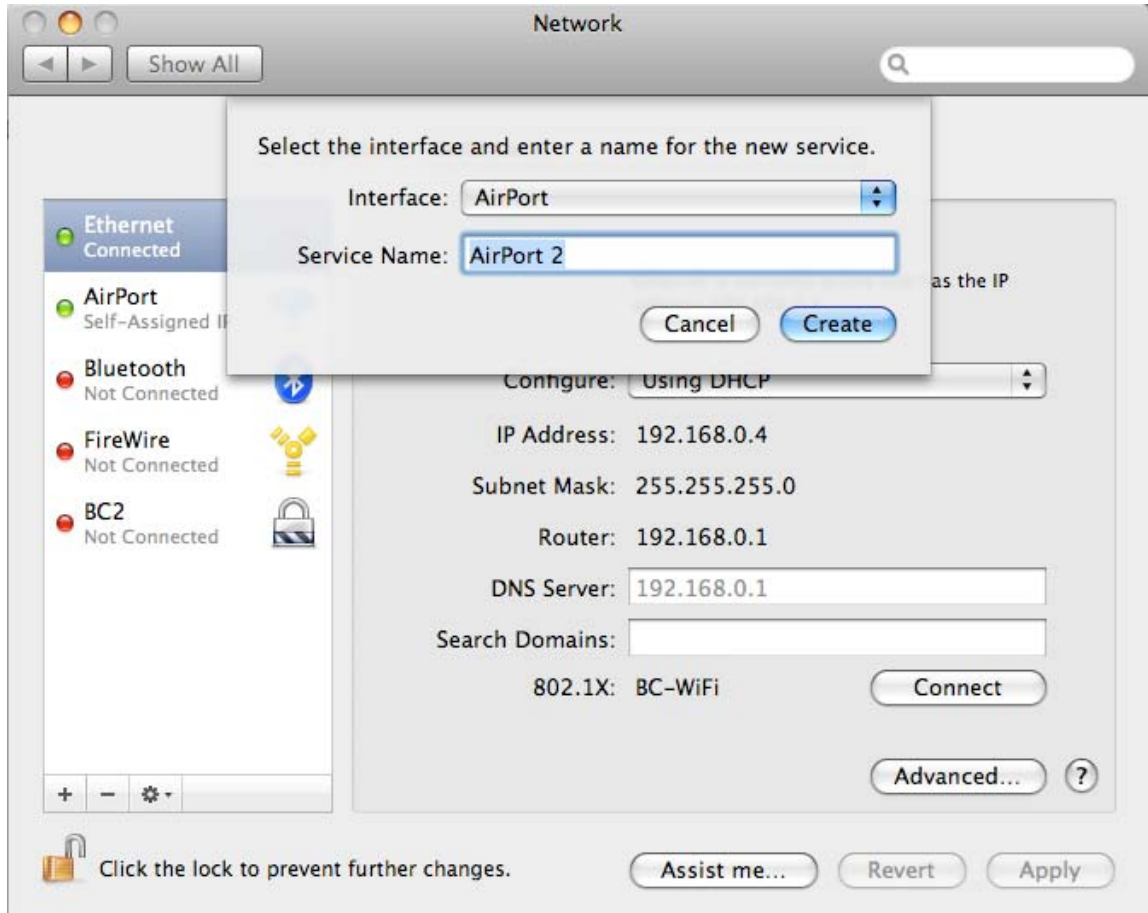 Network
Show All
Select the interface and enter a name for the new service.
Interface: AirPort
Service Name: AirPort 2
Cancel Create
Ethernet
Connected
AirPort
Self-Assigned
Bluetooth
Not Connected
FireWire
Not Connected
BC2
Not Connected
as the IP
Configure: Using DHCP
IP Address: 192.168.0.4
Subnet Mask: 255.255.255.0
Router: 192.168.0.1
DNS Server: 192.168.0.1
Search Domains:
802.1X: BC-WiFi Connect
Advanced... ?
Click the lock to prevent further changes.
Assist me... Revert Apply